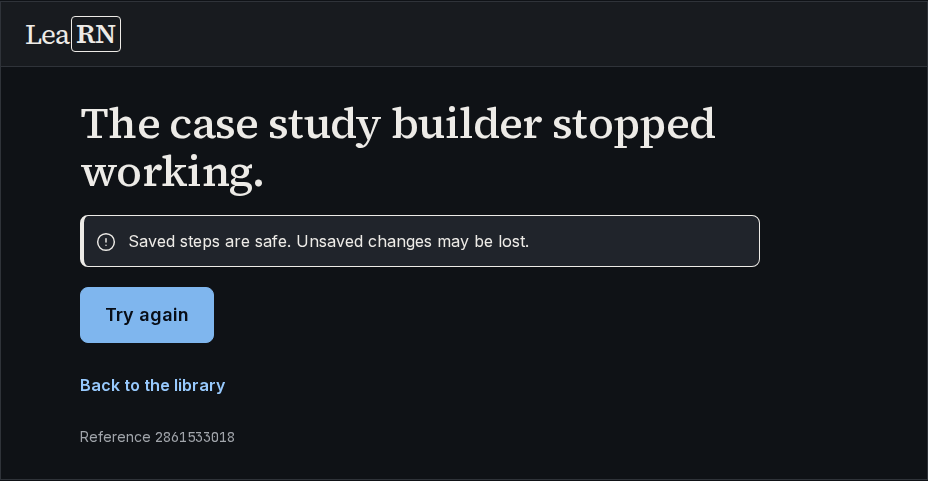 LeaRN
The case study builder stopped
working.
Saved steps are safe. Unsaved changes may be lost.
Try again
Back to the library
Reference 2861533018